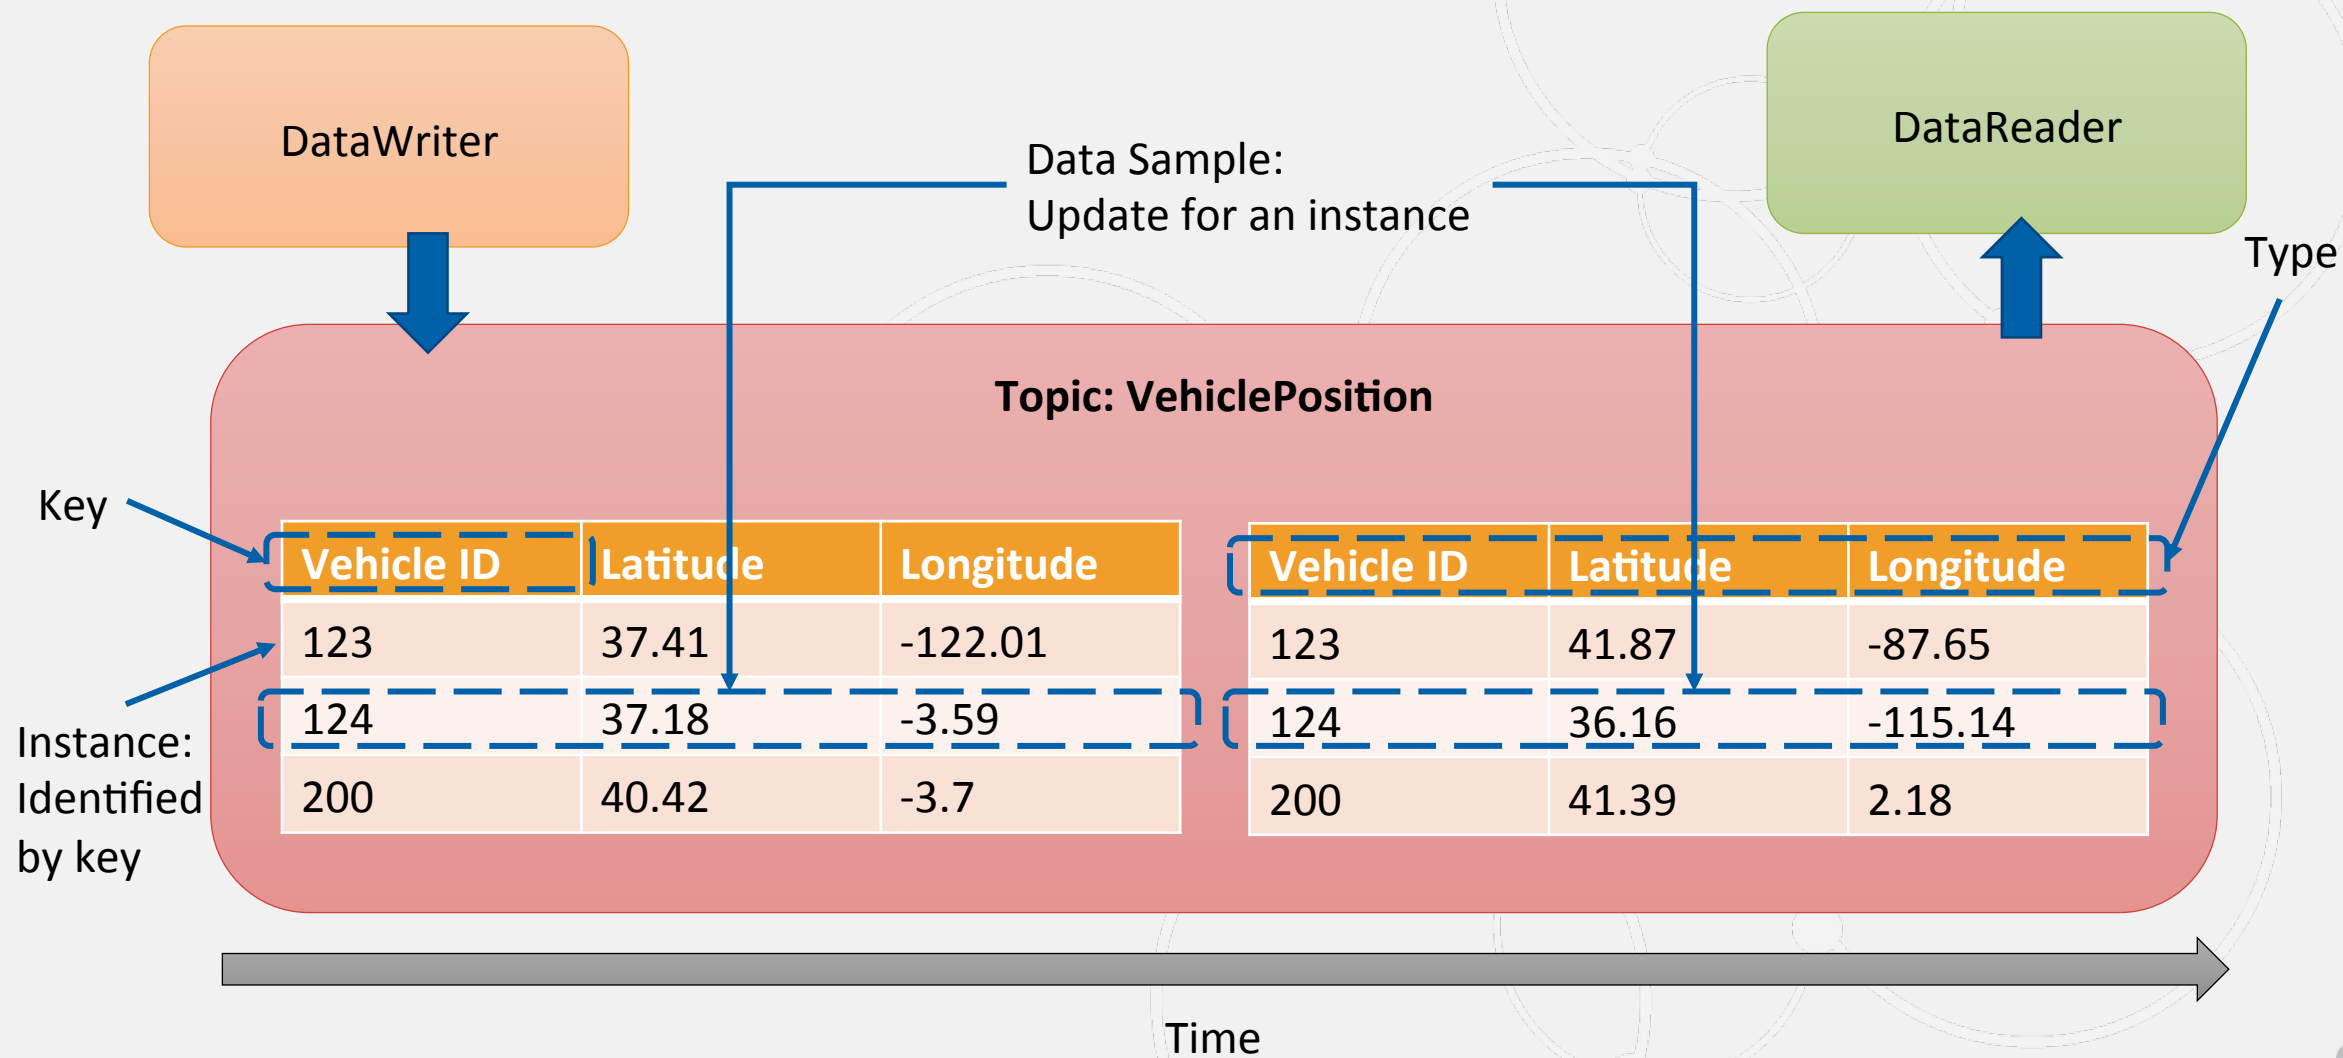 DataWriter
DataReader
Data Sample:
Update for an instance
Type
Topic: VehiclePosition
Key
Vehicle ID Latitude Longitude
123 37.41 -122.01
124 37.18 -3.59
200 40.42 -3.7
Vehicle ID Latitude Longitude
123 41.87 -87.65
124 36.16 -115.14
200 41.39 2.18
Instance:
Identified
by key
Time